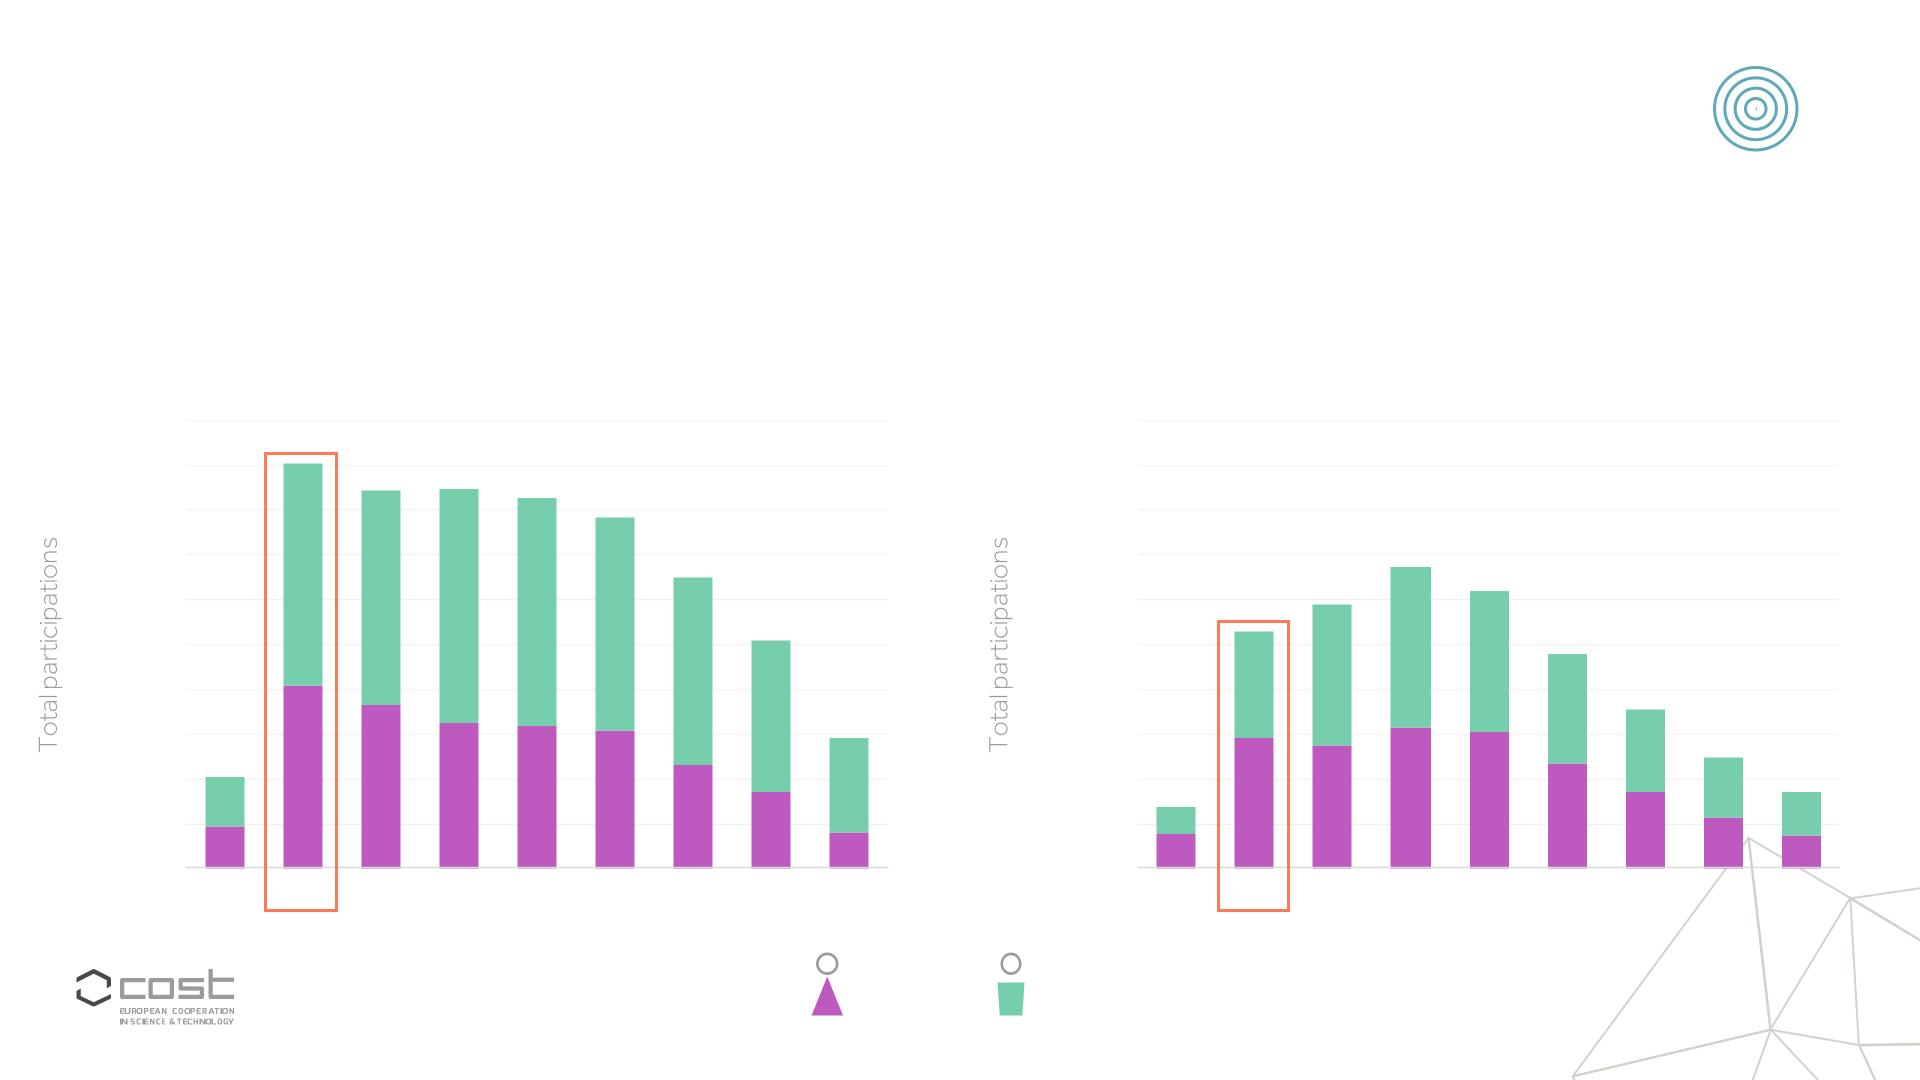 Total participations
Total participations
cost
EUROPEAN COOPERATION
IN SCIENCE & TECHNOLOGY